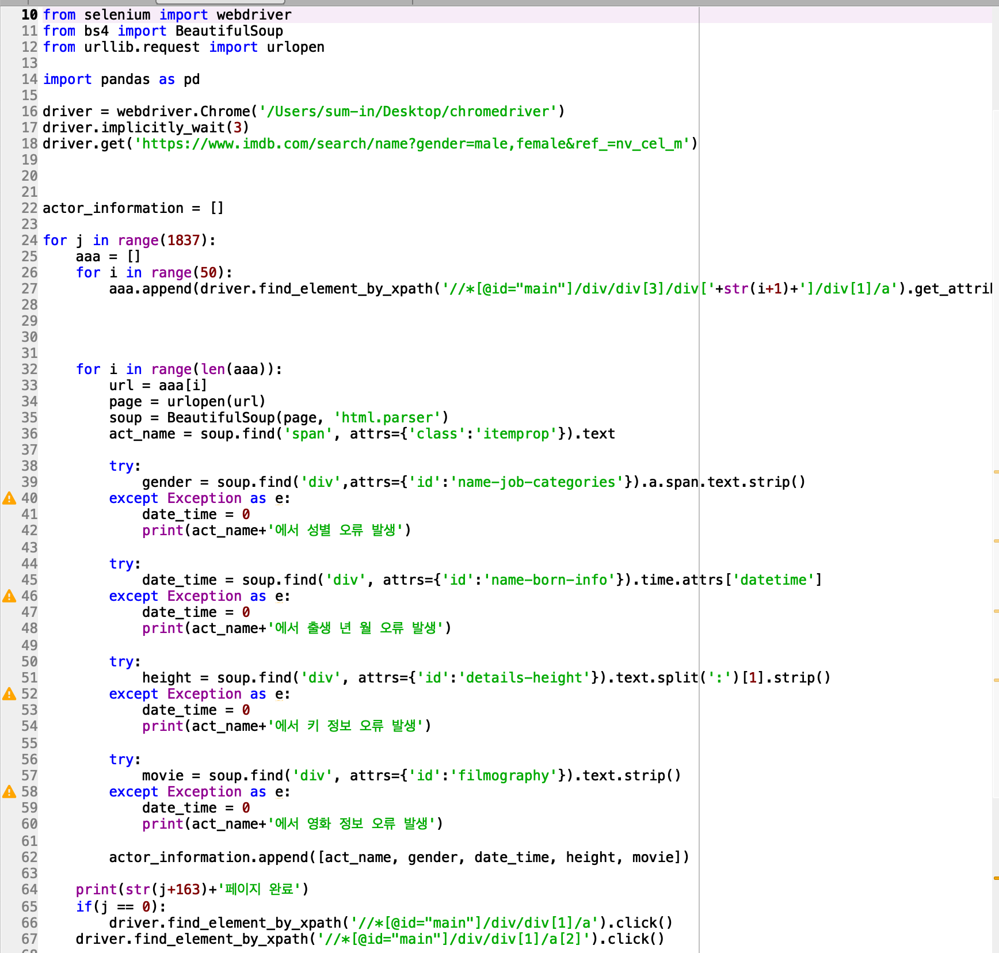 10 from selenium import webdriver
11 from bs4 import BeautifulSoup
12 from urllib.request import urlopen
13
14 import pandas as pd
15
16 driver = webdriver.Chrome('/Users/sum-in/Desktop/chromedriver')
17 driver.implicitly_wait(3)
18 driver.get('https://www.imdb.com/search/name?gender=male,female&ref_=nv_cel_m')
19
20
21
22 actor_information = []
23
24 for j in range(1837):
25     aaa = []
26     for i in range(50):
27         aaa.append(driver.find_element_by_xpath('//*[@id="main"]/div/div[3]/div['+str(i+1)+']/div[1]/a').get_attri
28
29
30
31
32     for i in range(len(aaa)):
33         url = aaa[i]
34         page = urlopen(url)
35         soup = BeautifulSoup(page, 'html.parser')
36         act_name = soup.find('span', attrs={'class':'itemprop'}).text
37
38         try:
39             gender = soup.find('div',attrs={'id':'name-job-categories'}).a.span.text.strip()
40         except Exception as e:
41             date_time = 0
42             print(act_name+'에서 성별 오류 발생')
43
44         try:
45             date_time = soup.find('div', attrs={'id':'name-born-info'}).time.attrs['datetime']
46         except Exception as e:
47             date_time = 0
48             print(act_name+'에서 출생 년 월 오류 발생')
49
50         try:
51             height = soup.find('div', attrs={'id':'details-height'}).text.split(':')[1].strip()
52         except Exception as e:
53             date_time = 0
54             print(act_name+'에서 키 정보 오류 발생')
55
56         try:
57             movie = soup.find('div', attrs={'id':'filmography'}).text.strip()
58         except Exception as e:
59             date_time = 0
60             print(act_name+'에서 영화 정보 오류 발생')
61
62         actor_information.append([act_name, gender, date_time, height, movie])
63
64     print(str(j+163)+'페이지 완료')
65     if(j == 0):
66         driver.find_element_by_xpath('//*[@id="main"]/div/div[1]/a').click()
67     driver.find_element_by_xpath('//*[@id="main"]/div/div[1]/a[2]').click()